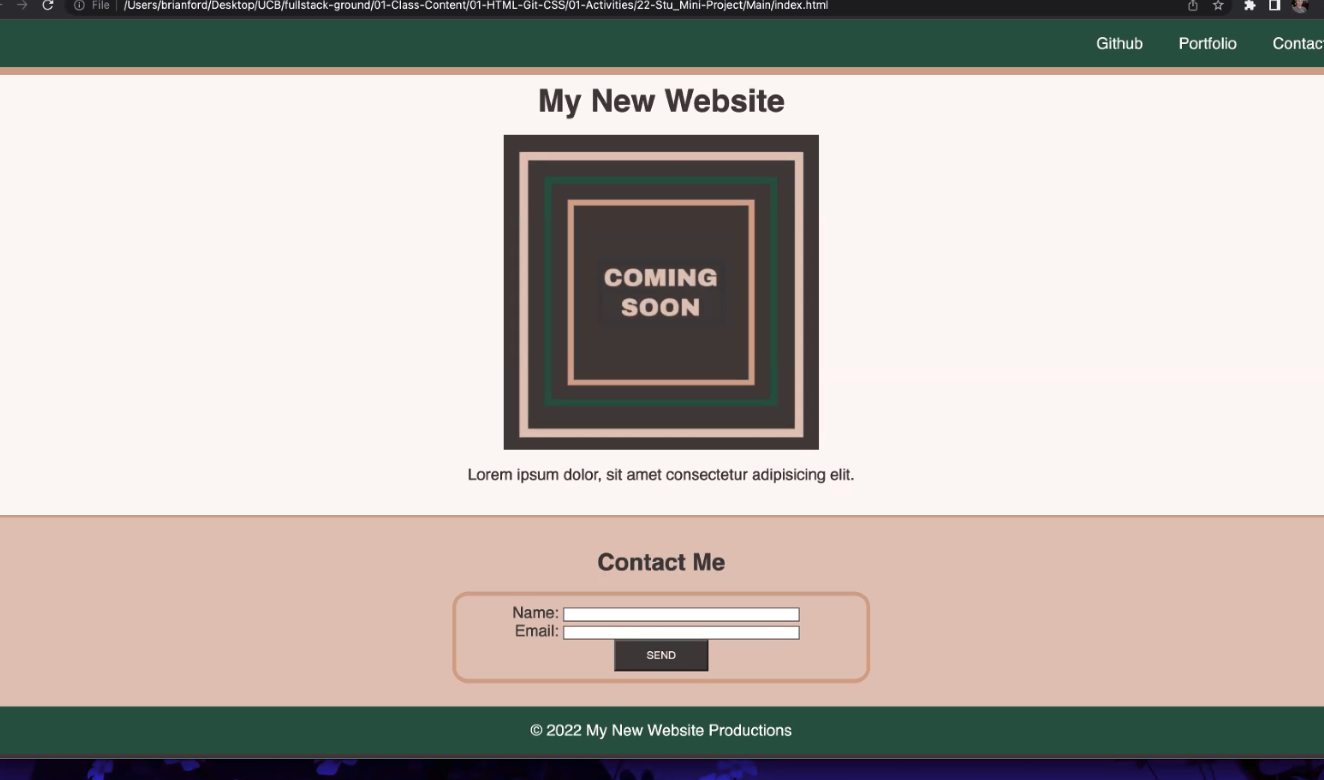 File | /Users/brianford/Desktop/UCB/fullstack-ground/01-Class-Content/01-HTML-Git-CSS/01-Activities/22-Stu_Mini-Project/Main/index.html
Github Portfolio Contac
My New Website
COMING
SOON
Lorem ipsum dolor, sit amet consectetur adipisicing elit.
Contact Me
Name:
Email:
SEND
© 2022 My New Website Productions